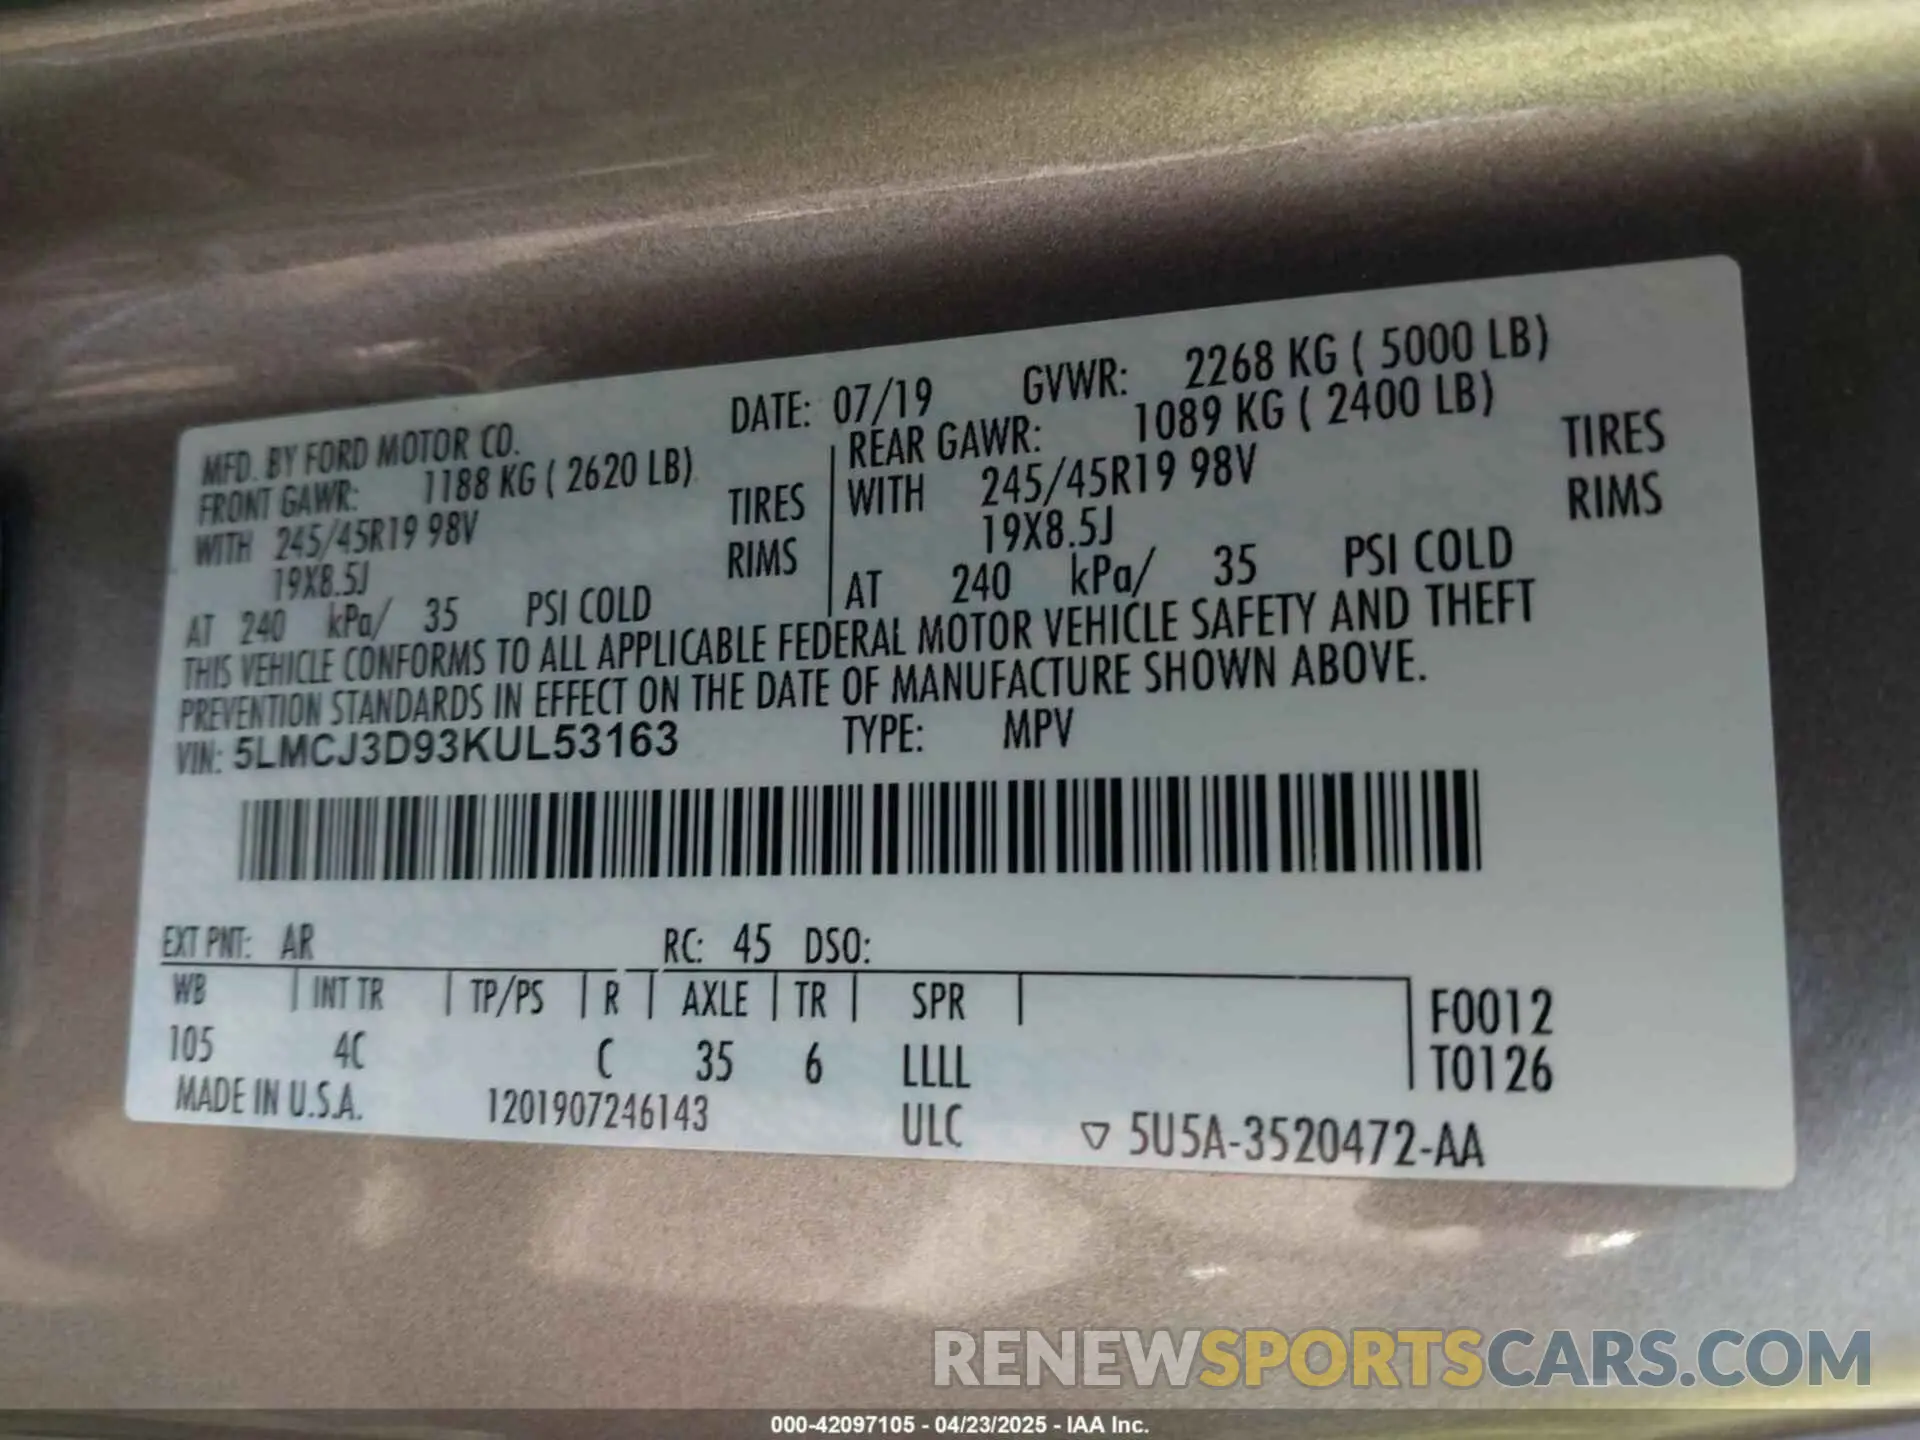 MFD. BY FORD MOTOR CO. DATE: 07/19 GVWR: 2268 KG ( 5000 LB)
FRONT GAWR: 1188 KG ( 2620 LB) REAR GAWR: 1089 KG ( 2400 LB)
WITH 245/45R19 98V TIRES WITH 245/45R19 98V TIRES
19X8.5J RIMS 19X8.5J RIMS
AT 240 kPa/ 35 PSI COLD AT 240 kPa/ 35 PSI COLD
THIS VEHICLE CONFORMS TO ALL APPLICABLE FEDERAL MOTOR VEHICLE SAFETY AND THEFT
PREVENTION STANDARDS IN EFFECT ON THE DATE OF MANUFACTURE SHOWN ABOVE.
VIN: 5LMCJ3D93KUL53163 TYPE: MPV
EXT PNT: AR RC: 45 DSO:
WB INT TR TP/PS R AXLE TR SPR F0012
105 4C C 35 6 LLLL T0126
MADE IN U.S.A. 1201907246143 ULC 5U5A-3520472-AA
RENEWSPORTSCARS.COM
000-42097105 - 04/23/2025 - IAA Inc.